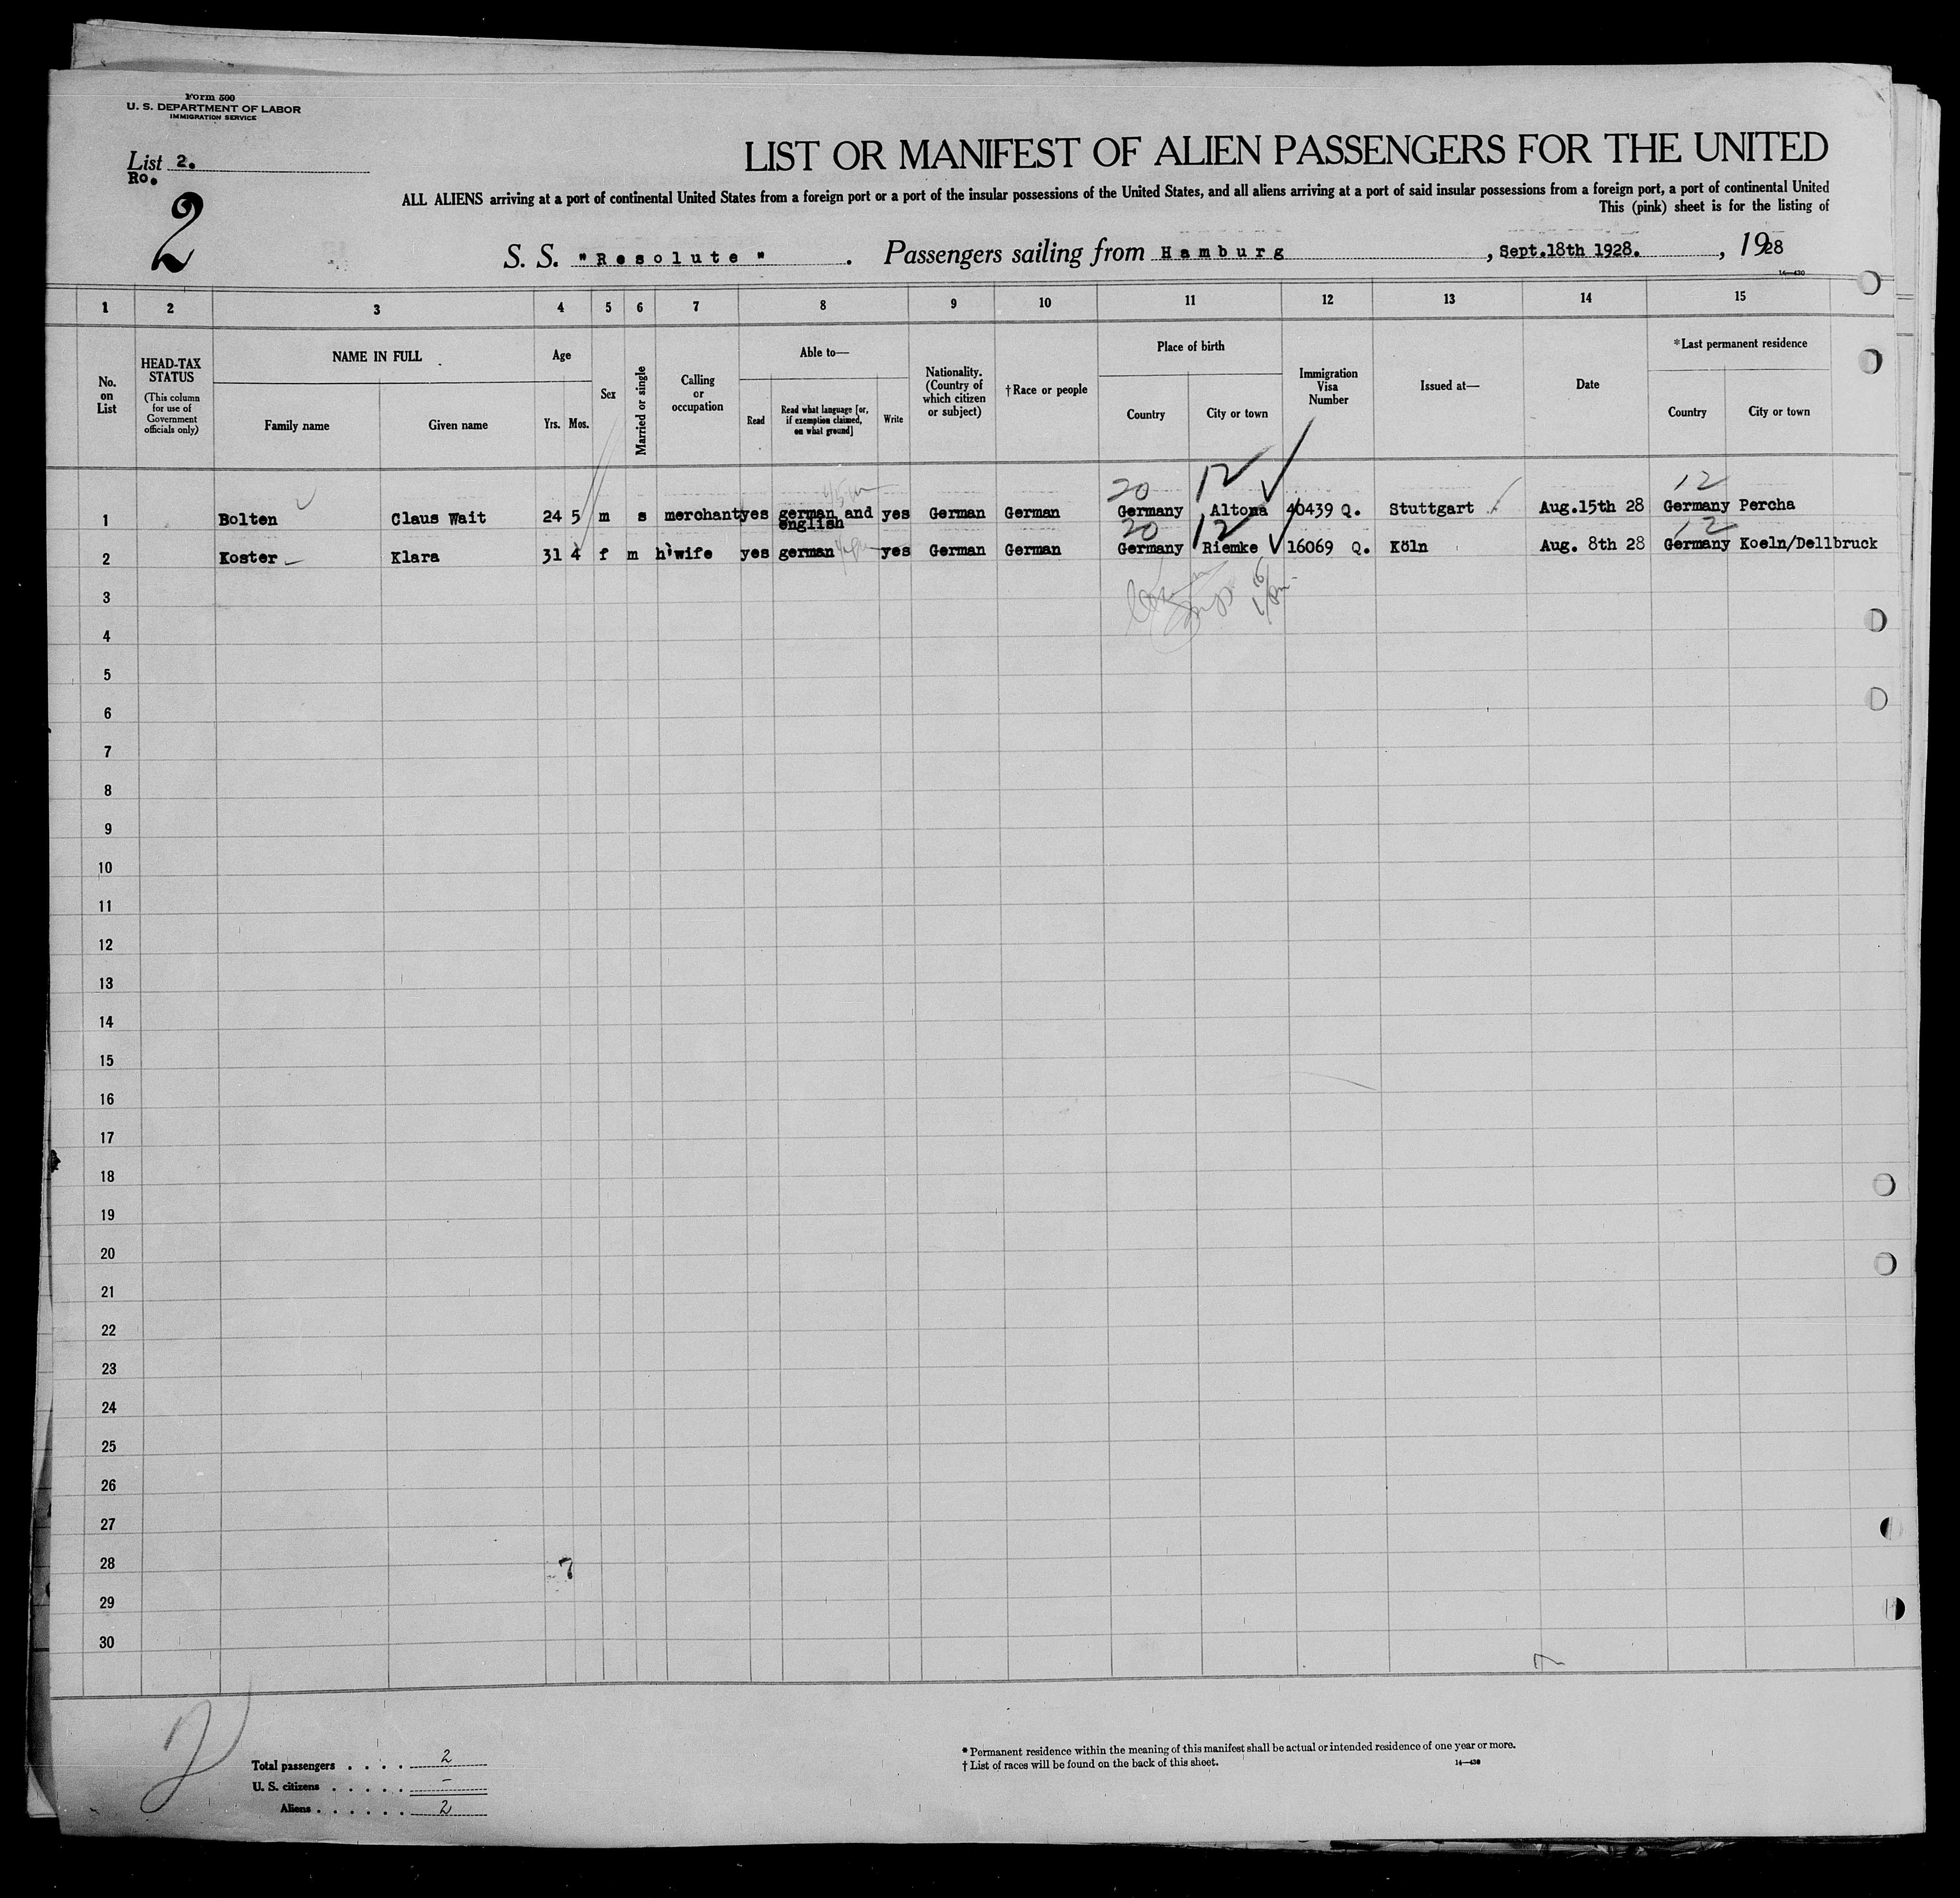 Form 500
U. S. DEPARTMENT OF LABOR
IMMIGRATION SERVICE
List 2.
Ro.
2
LIST OR MANIFEST OF ALIEN PASSENGERS FOR THE UNITED
ALL ALIENS arriving at a port of continental United States from a foreign port or a port of the insular possessions of the United States, and all aliens arriving at a port of said insular possessions from a foreign port, a port of continental United
This (pink) sheet is for the listing of
S. S. "Resolute". Passengers sailing from Hamburg, Sept.18th 1928., 1928
14—430
1 2 3 4 5 6 7 8 9 10 11 12 13 14 15
No. on List
HEAD-TAX STATUS
(This column for use of Government officials only)
NAME IN FULL
Family name
Given name
Age
Yrs. Mos.
Sex
Married or single
Calling or occupation
Able to—
Read
Read what language [or, if exemption claimed, on what ground]
Write
Nationality. (Country of which citizen or subject)
†Race or people
Place of birth
Country
City or town
Immigration Visa Number
Issued at—
Date
*Last permanent residence
Country
City or town
20 12 12
1 Bolten Claus Wait 24 5 m s merchant yes german and english yes German German Germany Altona 40439 Q. Stuttgart Aug.15th 28 Germany Percha
20 12 12
2 Koster Klara 31 4 f m h'wife yes german yes German German Germany Riemke 16069 Q. Köln Aug. 8th 28 Germany Koeln/Dellbruck
3
4
5
6
7
8
9
10
11
12
13
14
15
16
17
18
19
20
21
22
23
24
25
26
27
28 7
29
30
2
Total passengers . . . . 2
U. S. citizens . . . . . –
Aliens . . . . . . 2
* Permanent residence within the meaning of this manifest shall be actual or intended residence of one year or more.
† List of races will be found on the back of this sheet.
14—430